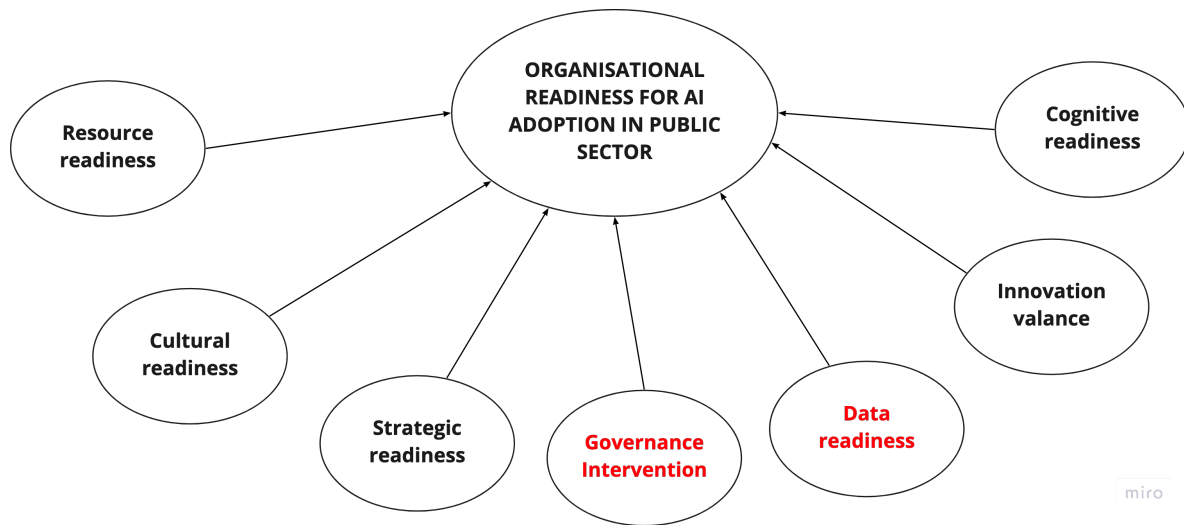 ORGANISATIONAL
READINESS FOR AI
ADOPTION IN PUBLIC
SECTOR
Resource
readiness
Cognitive
readiness
Cultural
readiness
Innovation
valance
Strategic
readiness
Governance
Intervention
Data
readiness
miro